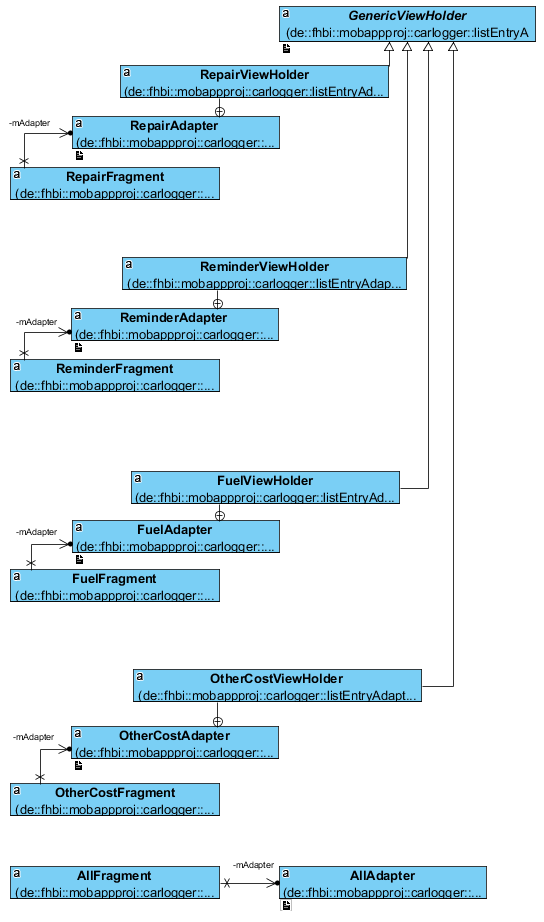 a
GenericViewHolder
(de::fhbi::mobappproj::carlogger::listEntryA
a
RepairViewHolder
(de::fhbi::mobappproj::carlogger::listEntryAd...
-mAdapter
a
RepairAdapter
(de::fhbi::mobappproj::carlogger::...
a
RepairFragment
(de::fhbi::mobappproj::carlogger::...
a
ReminderViewHolder
(de::fhbi::mobappproj::carlogger::listEntryAdap...
-mAdapter
a
ReminderAdapter
(de::fhbi::mobappproj::carlogger::...
a
ReminderFragment
(de::fhbi::mobappproj::carlogger::...
a
FuelViewHolder
(de::fhbi::mobappproj::carlogger::listEntryAd...
-mAdapter
a
FuelAdapter
(de::fhbi::mobappproj::carlogger::...
a
FuelFragment
(de::fhbi::mobappproj::carlogger::...
a
OtherCostViewHolder
(de::fhbi::mobappproj::carlogger::listEntryAdapt...
-mAdapter
a
OtherCostAdapter
(de::fhbi::mobappproj::carlogger::...
a
OtherCostFragment
(de::fhbi::mobappproj::carlogger::...
a
AllFragment
(de::fhbi::mobappproj::carlogger::...
-mAdapter
a
AllAdapter
(de::fhbi::mobappproj::carlogger::...